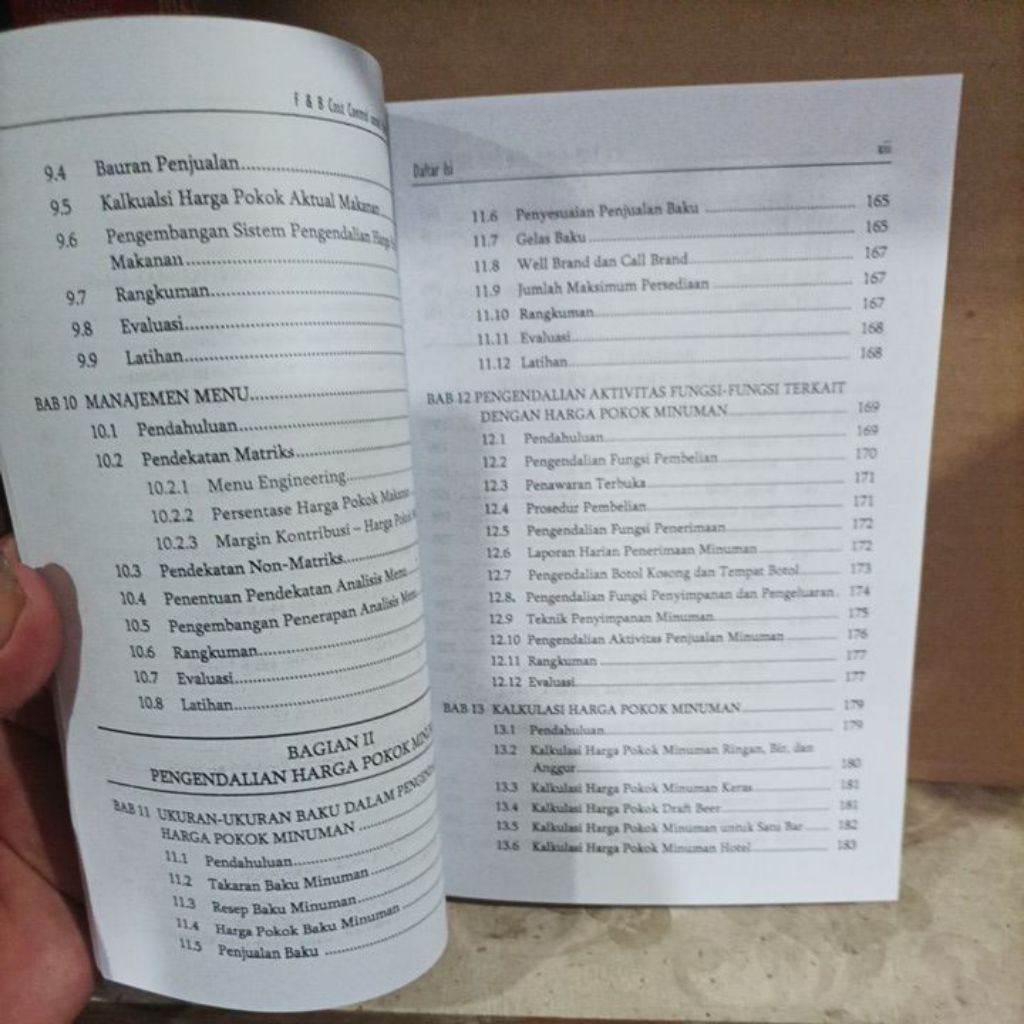 F & B Cost Control
9.4 Bauran Penjualan
9.5 Kalkualsi Harga Pokok Aktual Makanan
9.6 Pengembangan Sistem Pengendalian Harga
Makanan
9.7 Rangkuman
9.8 Evaluasi
9.9 Latihan
BAB 10 MANAJEMEN MENU
10.1 Pendahuluan
10.2 Pendekatan Matriks
10.2.1 Menu Engineering
10.2.2 Persentase Harga Pokok Makanan
10.2.3 Margin Kontribusi – Harga Pokok
10.3 Pendekatan Non-Matriks
10.4 Penentuan Pendekatan Analisis Menu
10.5 Pengembangan Penerapan Analisis Menu
10.6 Rangkuman
10.7 Evaluasi
10.8 Latihan
BAGIAN II
PENGENDALIAN HARGA POKOK
BAB 11 UKURAN-UKURAN BAKU DALAM
HARGA POKOK MINUMAN
11.1 Pendahuluan
11.2 Takaran Baku Minuman
11.3 Resep Baku Minuman
11.4 Harga Pokok Baku Minuman
11.5 Penjualan Baku
Daftar Isi
11.6 Penyesuaian Penjualan Baku 165
11.7 Gelas Baku 165
11.8 Well Brand dan Call Brand 167
11.9 Jumlah Maksimum Persediaan 167
11.10 Rangkuman 167
11.11 Evaluasi 168
11.12 Latihan 168
BAB 12 PENGENDALIAN AKTIVITAS FUNGSI-FUNGSI TERKAIT
DENGAN HARGA POKOK MINUMAN 169
12.1 Pendahuluan 169
12.2 Pengendalian Fungsi Pembelian 170
12.3 Penawaran Terbuka 171
12.4 Prosedur Pembelian 171
12.5 Pengendalian Fungsi Penerimaan 172
12.6 Laporan Harian Penerimaan Minuman 172
12.7 Pengendalian Botol Kosong dan Tempat Botol 173
12.8. Pengendalian Fungsi Penyimpanan dan Pengeluaran 174
12.9 Teknik Penyimpanan Minuman 175
12.10 Pengendalian Aktivitas Penjualan Minuman 176
12.11 Rangkuman 177
12.12 Evaluasi 177
BAB 13 KALKULASI HARGA POKOK MINUMAN 179
13.1 Pendahuluan 179
13.2 Kalkulasi Harga Pokok Minuman Ringan, Bir, dan
Anggur 180
13.3 Kalkulasi Harga Pokok Minuman Keras 181
13.4 Kalkulasi Harga Pokok Draft Beer 181
13.5 Kalkulasi Harga Pokok Minuman untuk Satu Bar 182
13.6 Kalkulasi Harga Pokok Minuman Hotel 183